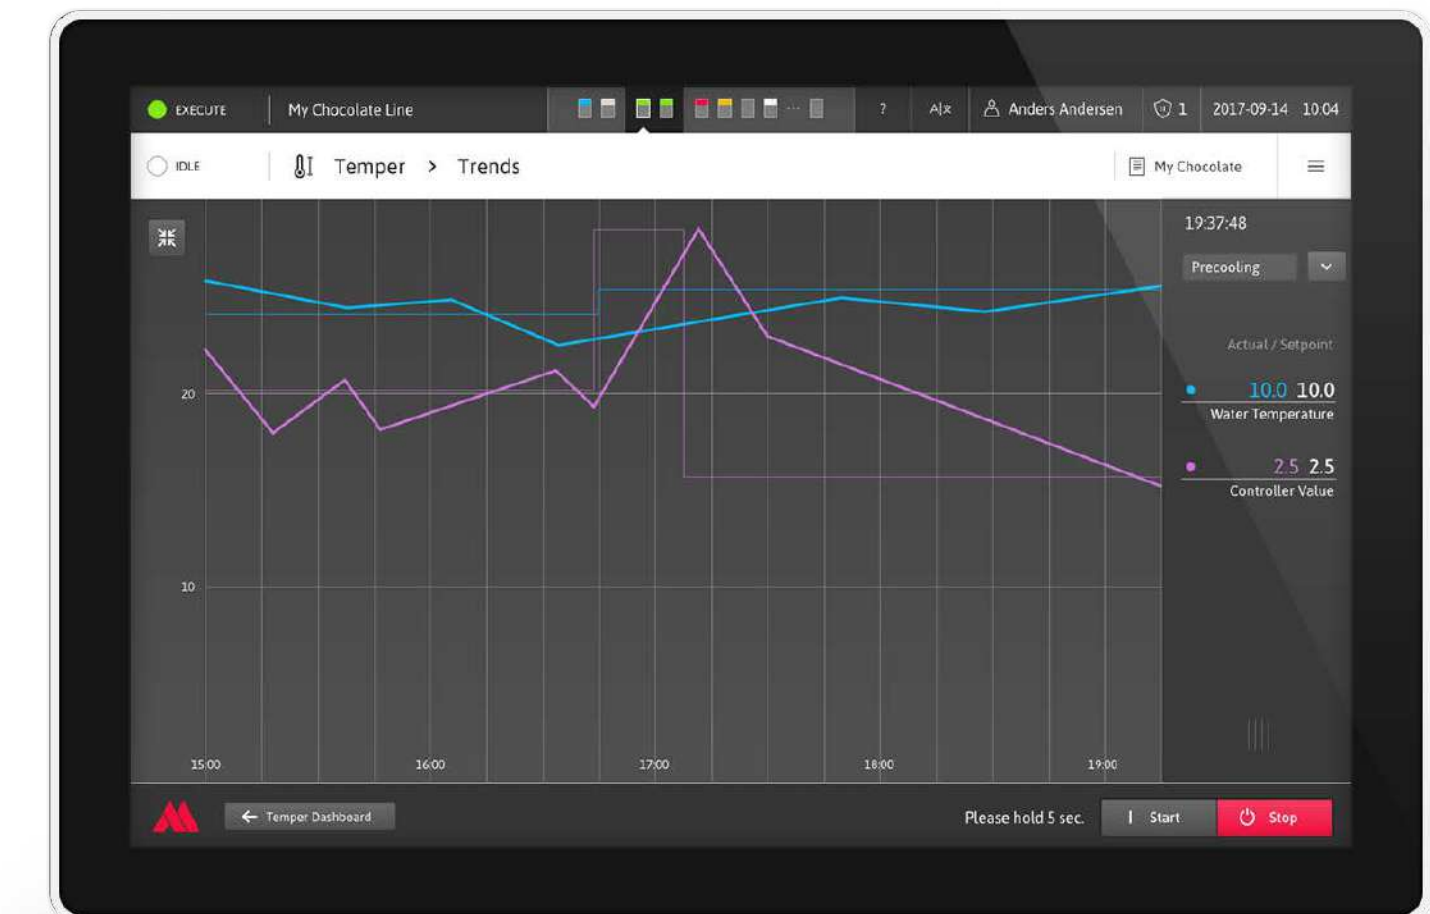 EXECUTE My Chocolate Line ? A|x Anders Andersen 1 2017-09-14 10:04
IDLE Temper > Trends My Chocolate
19:37:48
Precooling
Actual / Setpoint
20
10.0 10.0
Water Temperature
2.5 2.5
Controller Value
10
15:00 16:00 17:00 18:00 19:00
Temper Dashboard Please hold 5 sec. Start Stop